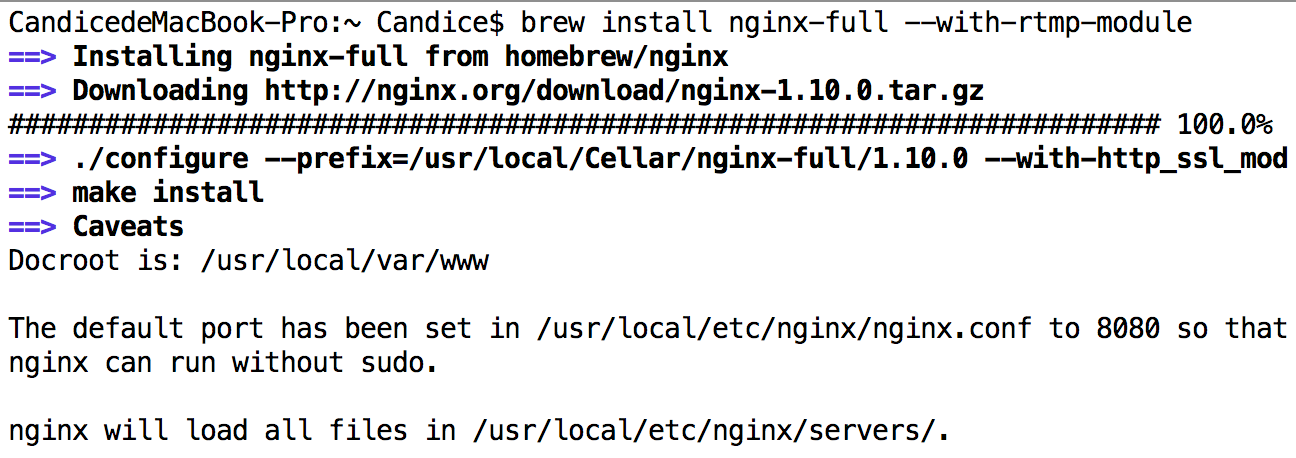 CandicedeMacBook-Pro:~ Candice$ brew install nginx-full --with-rtmp-module
==> Installing nginx-full from homebrew/nginx
==> Downloading http://nginx.org/download/nginx-1.10.0.tar.gz
######################################################################## 100.0%
==> ./configure --prefix=/usr/local/Cellar/nginx-full/1.10.0 --with-http_ssl_mod
==> make install
==> Caveats
Docroot is: /usr/local/var/www
The default port has been set in /usr/local/etc/nginx/nginx.conf to 8080 so that
nginx can run without sudo.
nginx will load all files in /usr/local/etc/nginx/servers/.